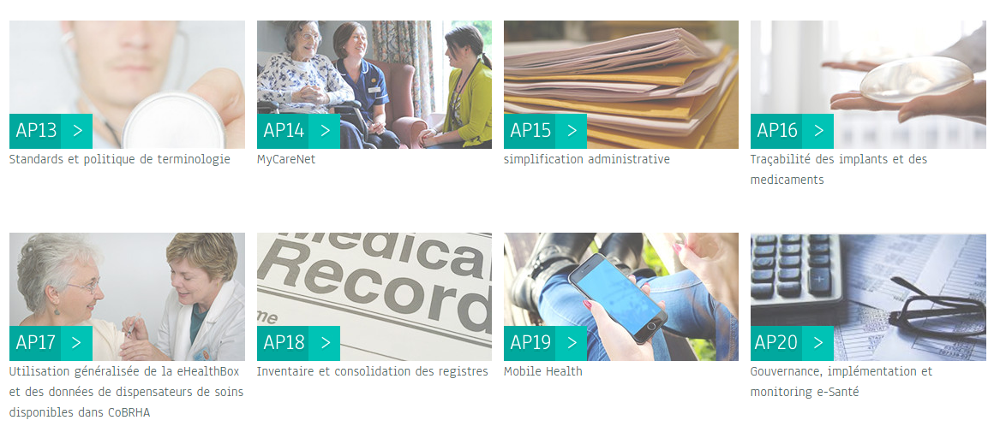 AP13 >
AP14 >
AP15 >
AP16 >
Standards et politique de terminologie
MyCareNet
simplification administrative
Traçabilité des implants et des
medicaments
Medical
Record
me
AP17 >
AP18 >
AP19 >
AP20 >
Utilisation généralisée de la eHealthBox
et des données de dispensateurs de soins
disponibles dans CoBRHA
Inventaire et consolidation des registres
Mobile Health
Gouvernance, implémentation et
monitoring e-Santé